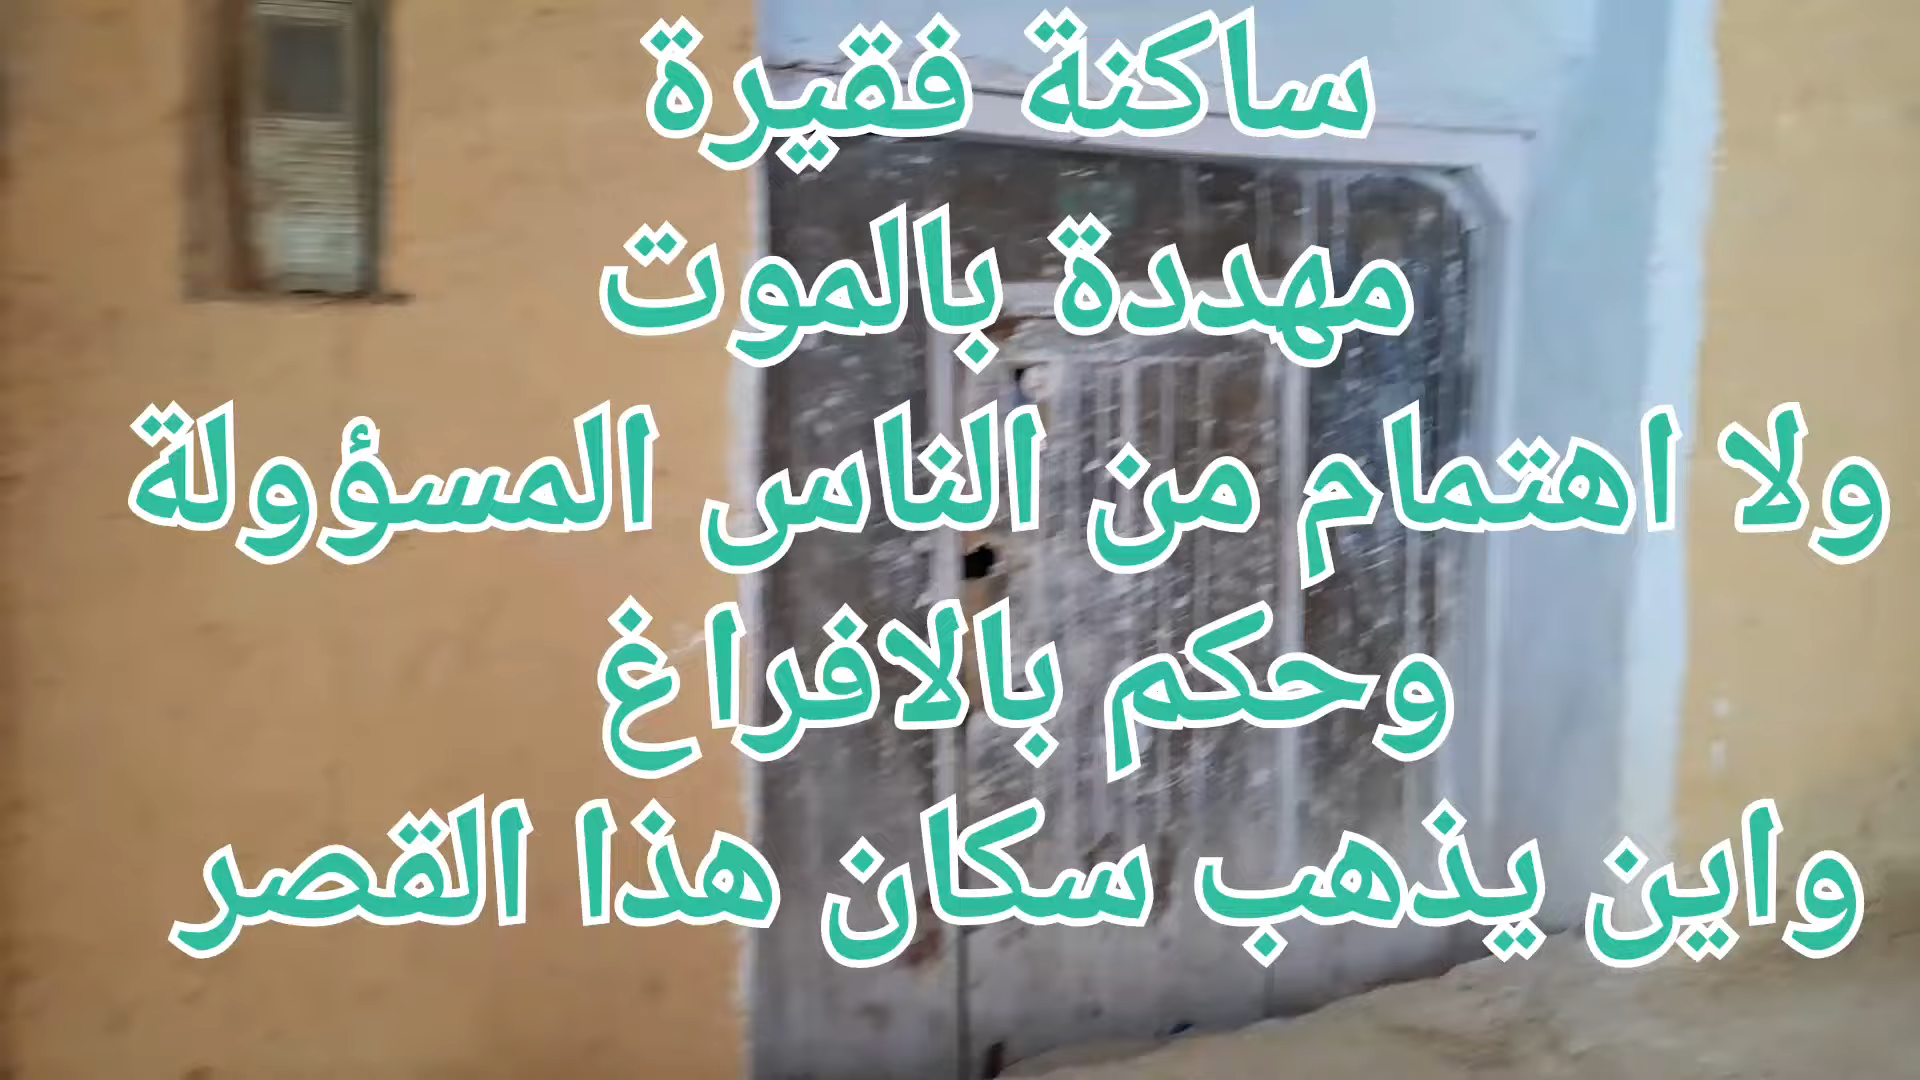 ساكنة فقيرة
مهددة بالموت
ولا اهتمام من الناس المسؤولة
وحكم بالافراغ
واين يذهب سكان هذا القصر